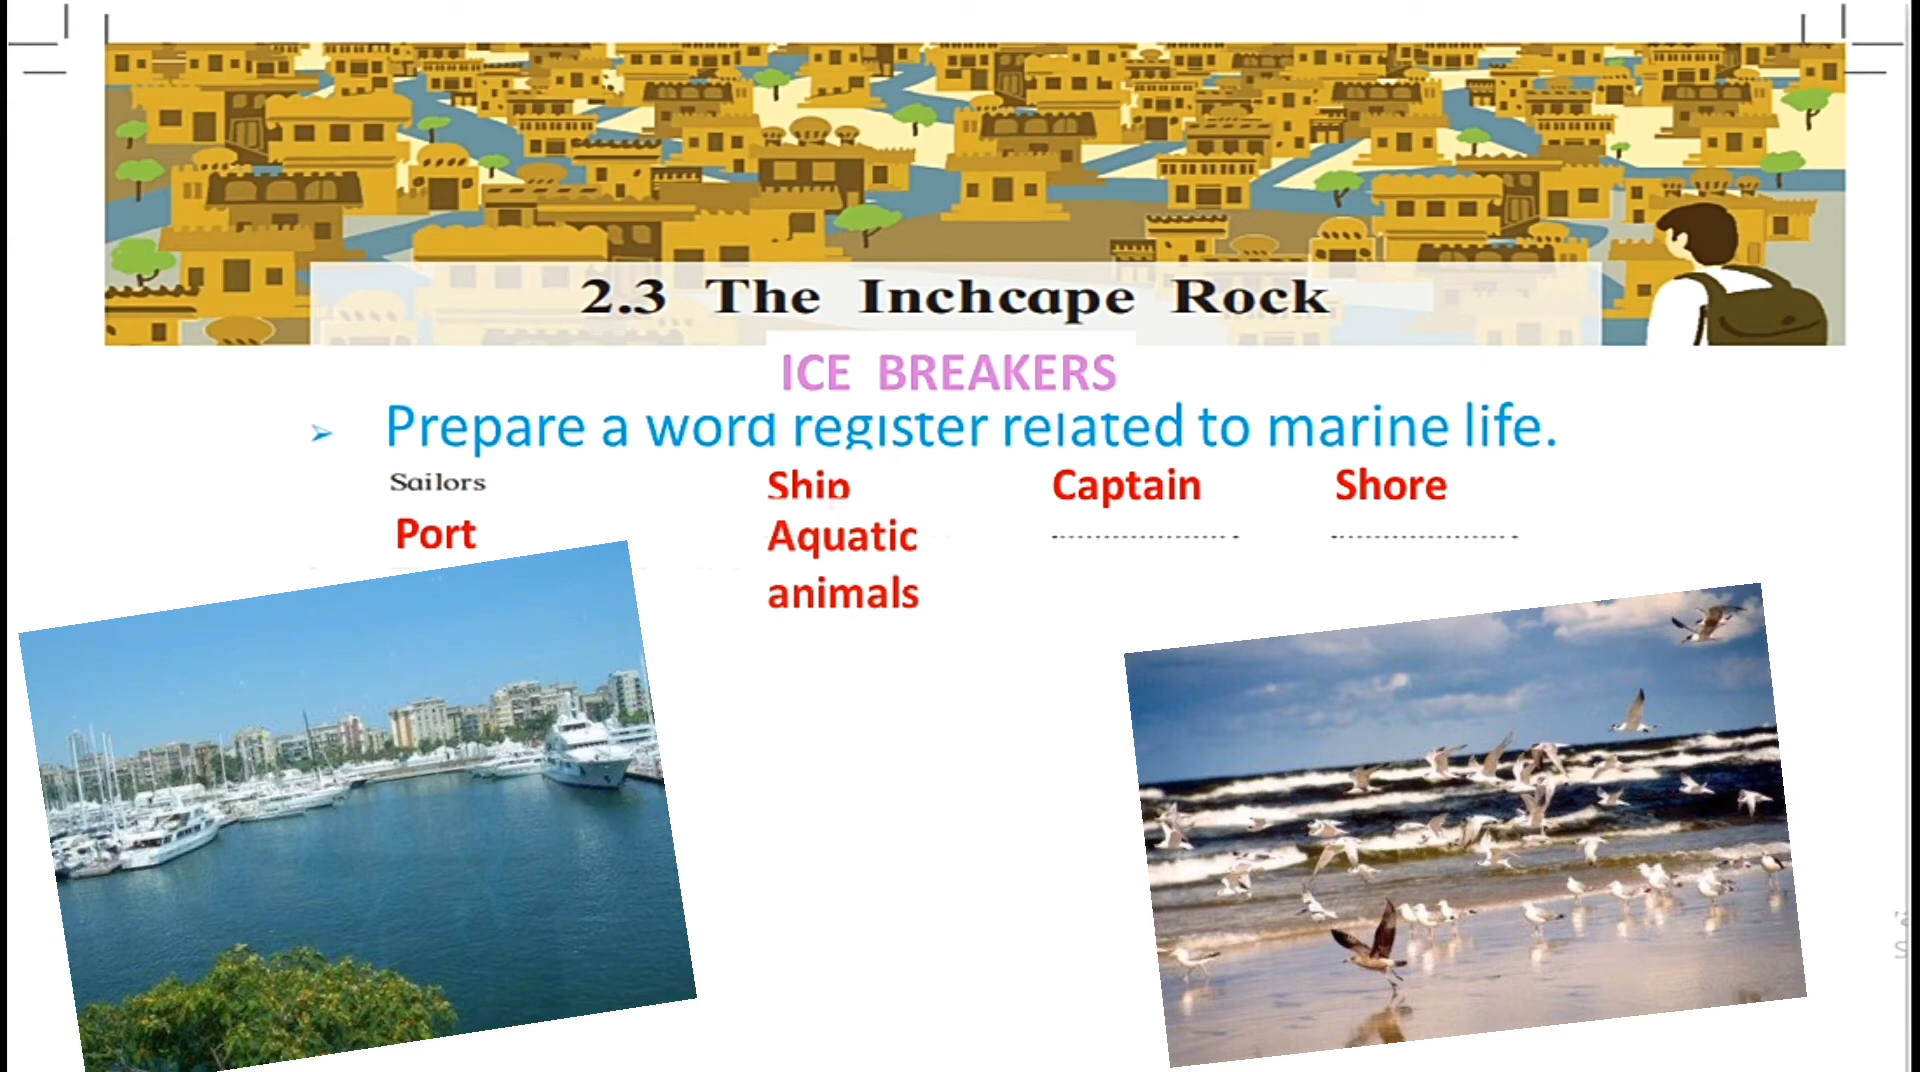 2.3 The Inchcape Rock
ICE BREAKERS
➢ Prepare a word register related to marine life.
Sailors Ship Captain Shore
Port Aquatic animals